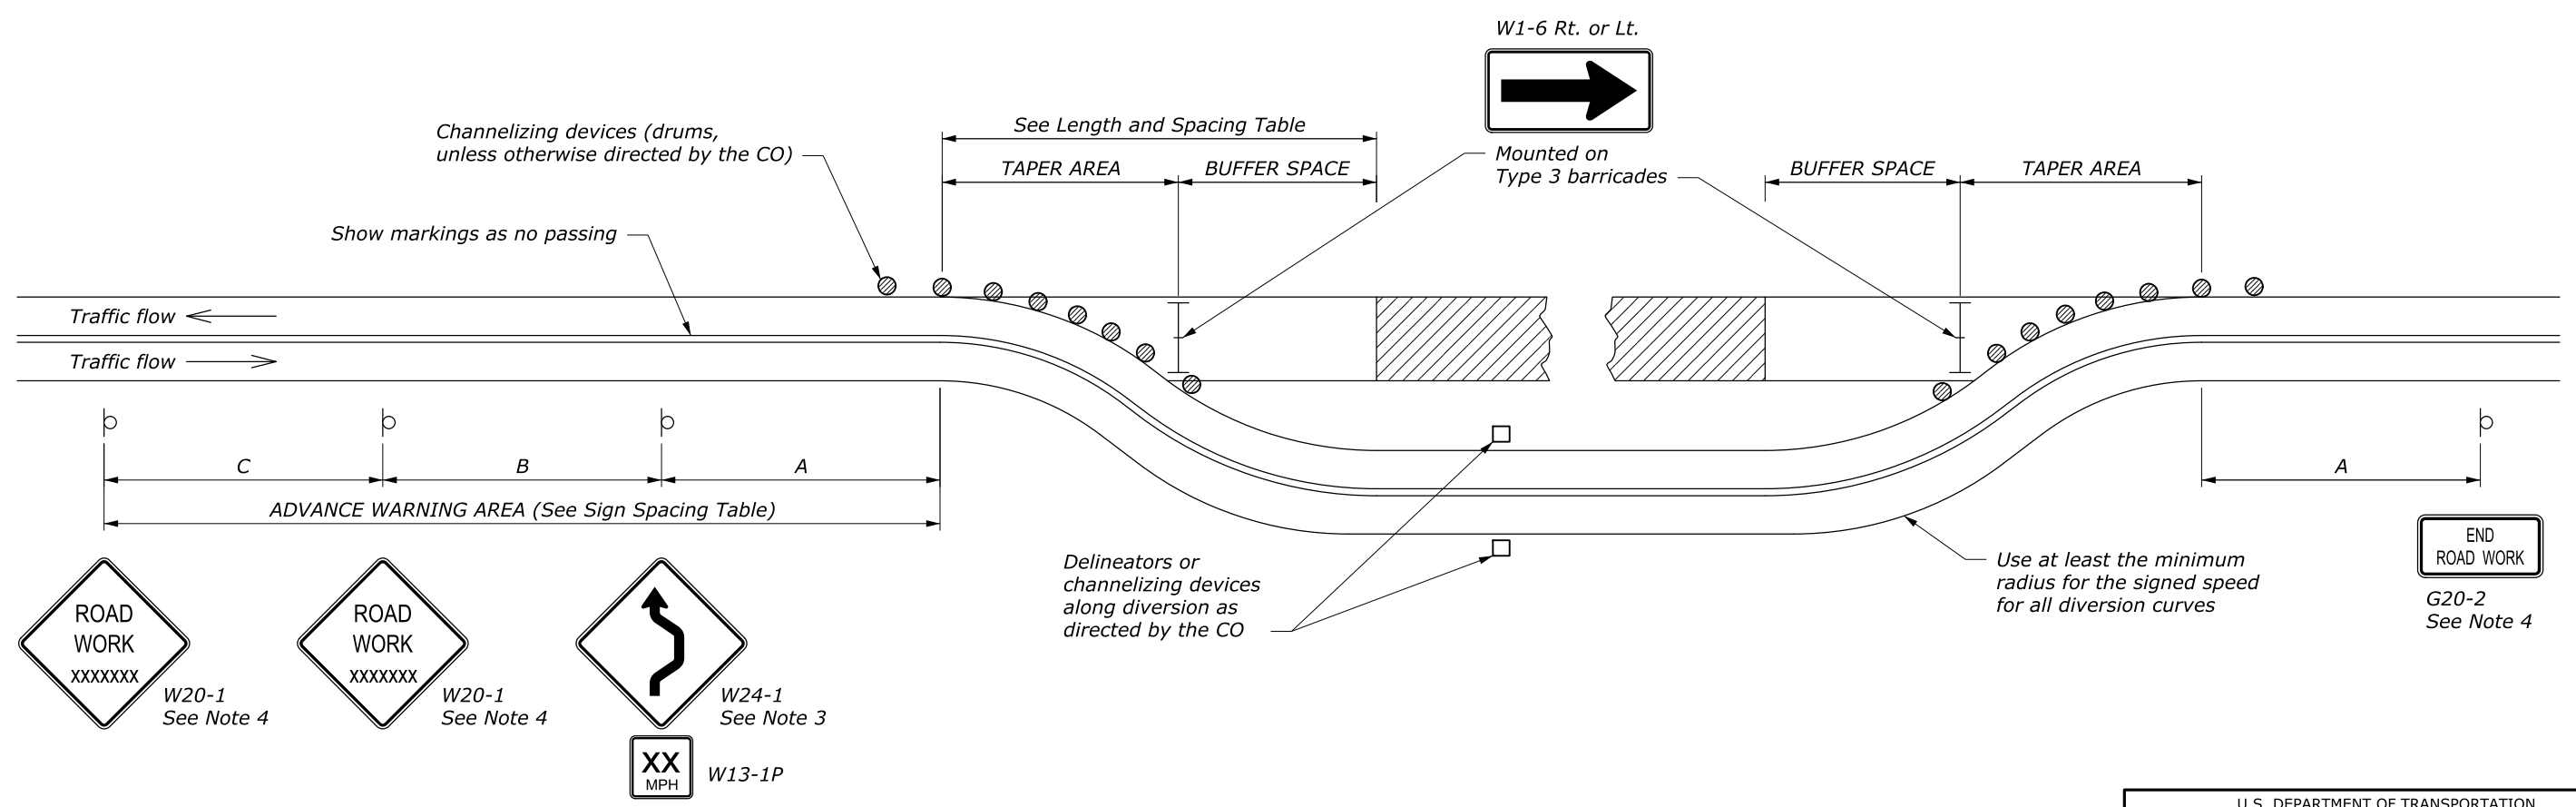 W1-6 Rt. or Lt.
Channelizing devices (drums,
unless otherwise directed by the CO)
See Length and Spacing Table
TAPER AREA
BUFFER SPACE
Mounted on
Type 3 barricades
BUFFER SPACE
TAPER AREA
Show markings as no passing
Traffic flow
Traffic flow
C
B
A
ADVANCE WARNING AREA (See Sign Spacing Table)
A
ROAD
WORK
XXXXXXX
W20-1
See Note 4
ROAD
WORK
XXXXXXX
W20-1
See Note 4
W24-1
See Note 3
XX
MPH
W13-1P
Delineators or
channelizing devices
along diversion as
directed by the CO
Use at least the minimum
radius for the signed speed
for all diversion curves
END
ROAD WORK
G20-2
See Note 4
U.S. DEPARTMENT OF TRANSPORTATION